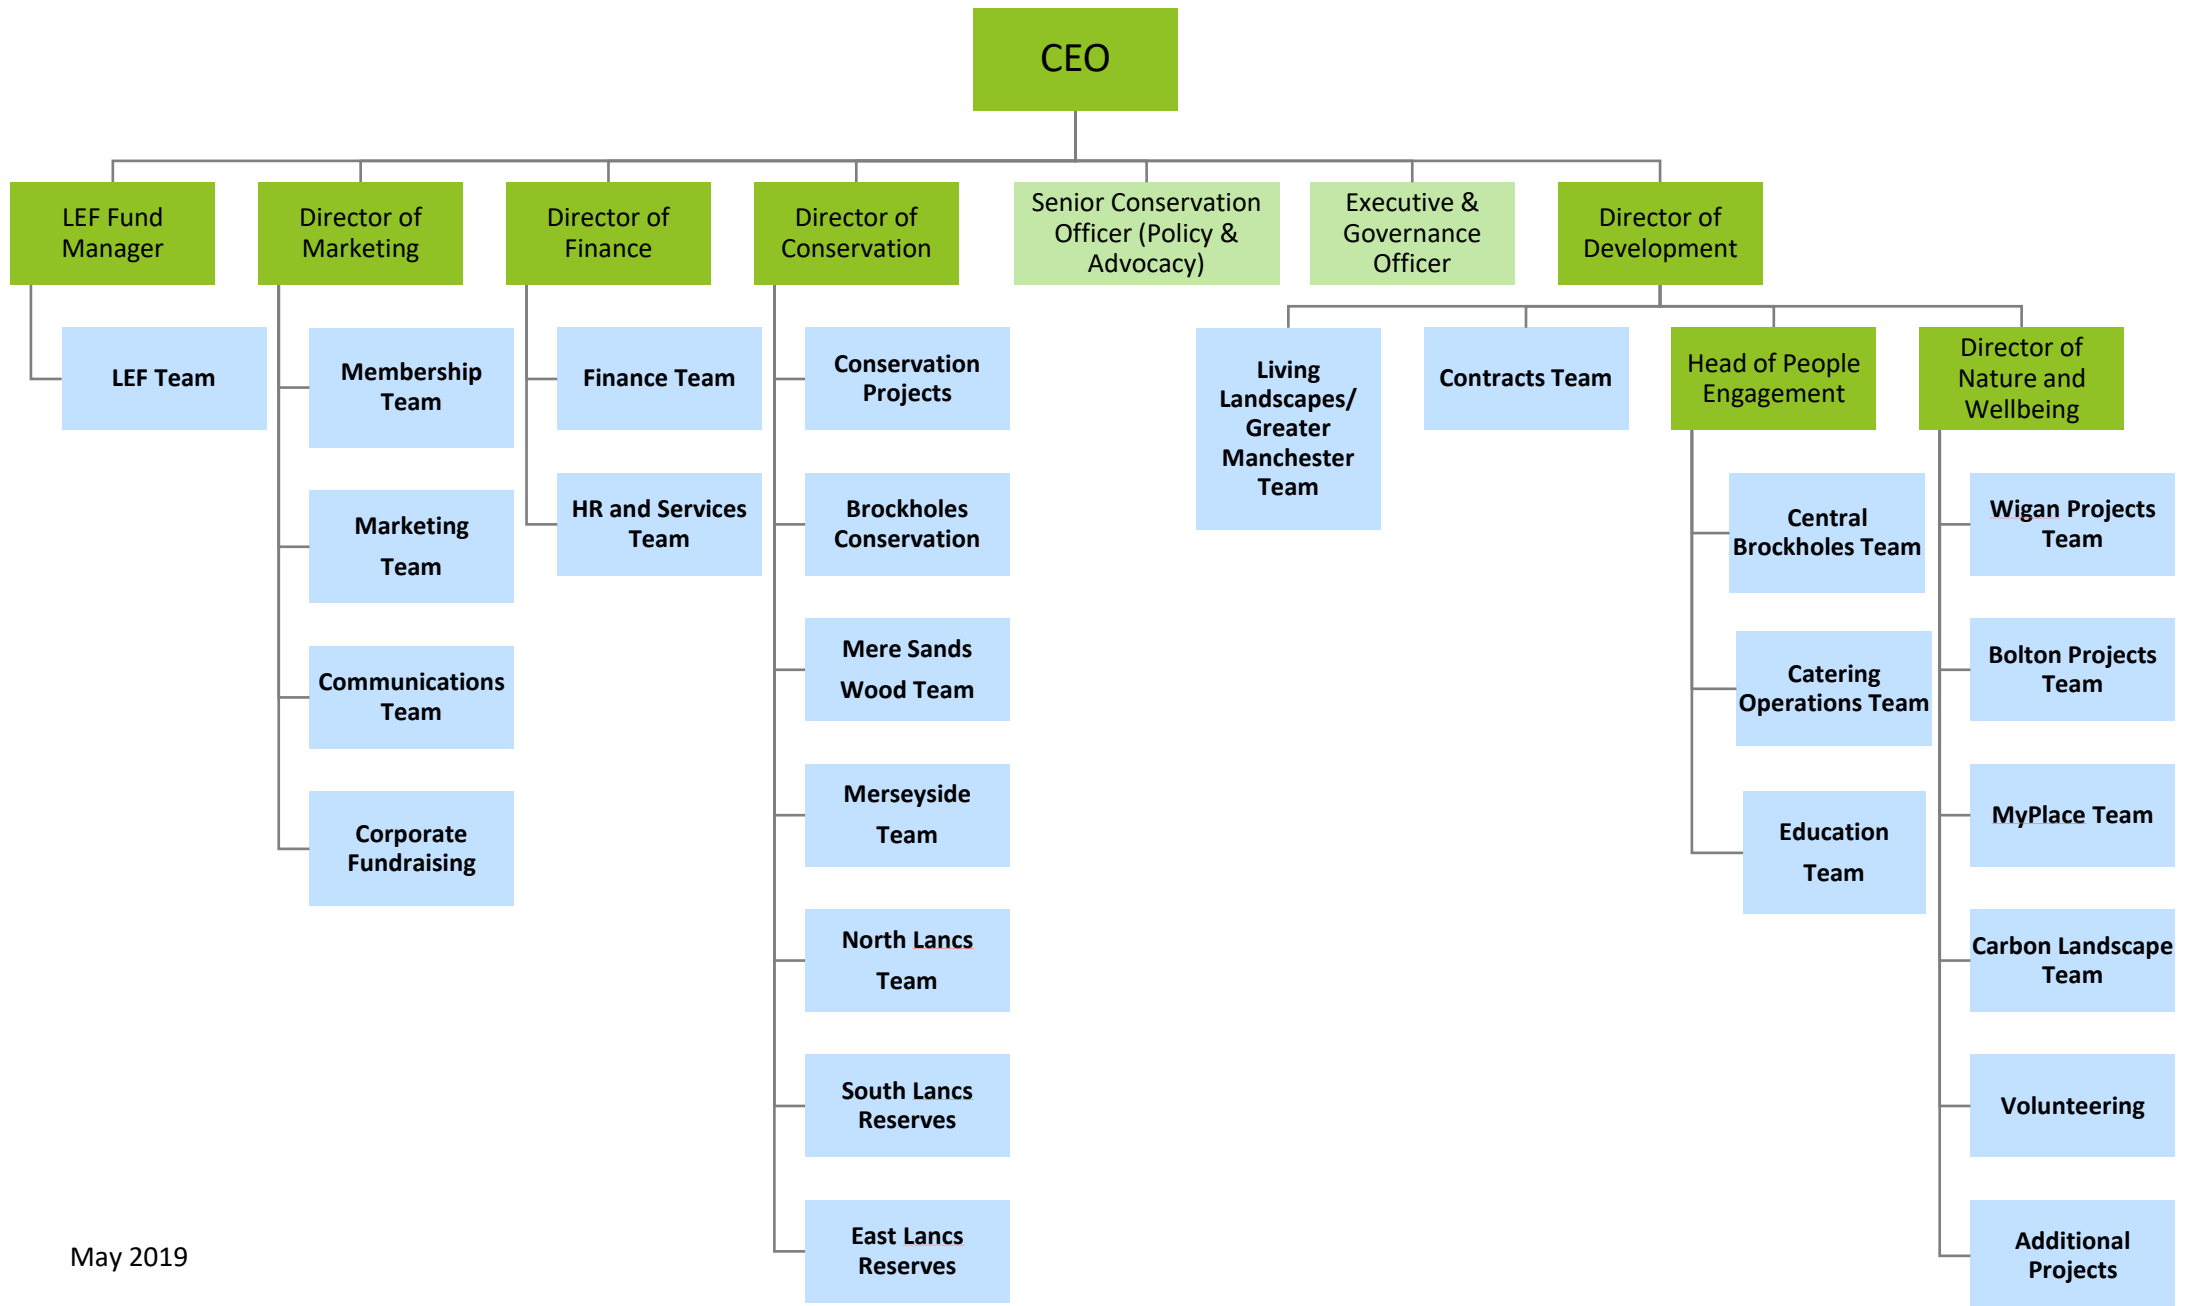 CEO
LEF Fund
Manager
Director of
Marketing
Director of
Finance
Director of
Conservation
Senior Conservation
Officer (Policy &
Advocacy)
Executive &
Governance
Officer
Director of
Development
LEF Team
Membership
Team
Marketing
Team
Communications
Team
Corporate
Fundraising
Finance Team
HR and Services
Team
Conservation
Projects
Brockholes
Conservation
Mere Sands
Wood Team
Merseyside
Team
North Lancs
Team
South Lancs
Reserves
East Lancs
Reserves
Living
Landscapes/
Greater
Manchester
Team
Contracts Team
Head of People
Engagement
Director of
Nature and
Wellbeing
Central
Brockholes Team
Catering
Operations Team
Education
Team
Wigan Projects
Team
Bolton Projects
Team
MyPlace Team
Carbon Landscape
Team
Volunteering
Additional
Projects
May 2019